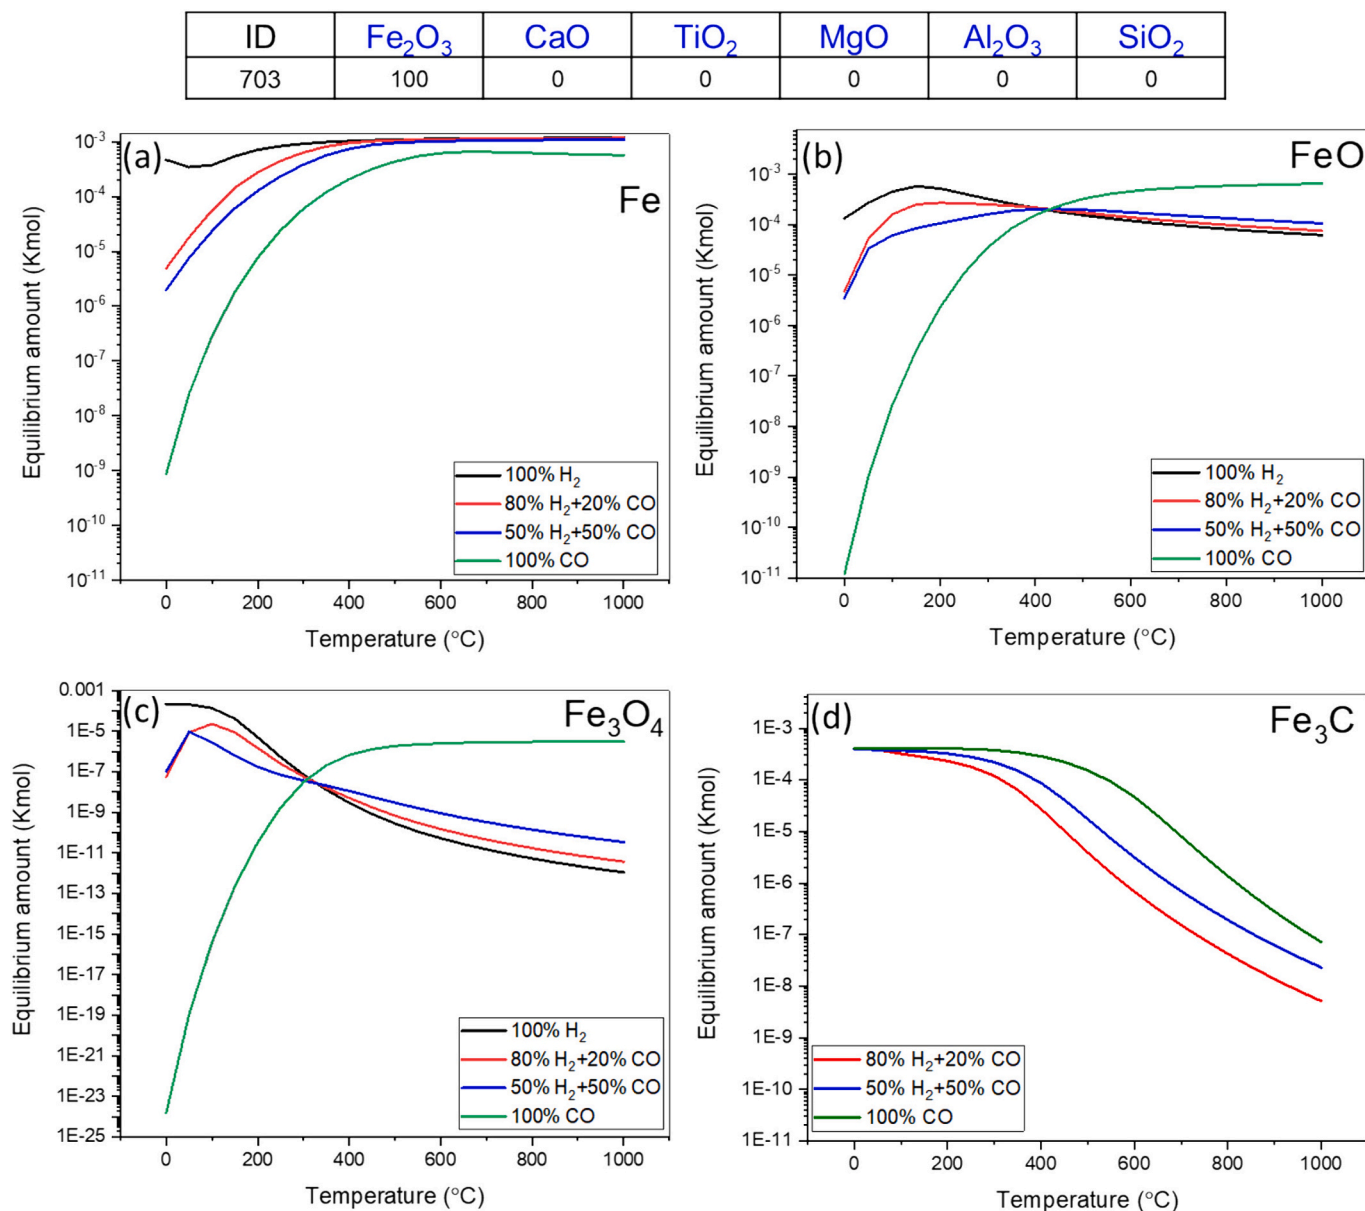 ID Fe₂O₃ CaO TiO₂ MgO Al₂O₃ SiO₂
703 100 0 0 0 0 0
(a)
Fe
Equilibrium amount (Kmol)
10⁻³
10⁻⁴
10⁻⁵
10⁻⁶
10⁻⁷
10⁻⁸
10⁻⁹
10⁻¹⁰
10⁻¹¹
100% H₂
80% H₂+20% CO
50% H₂+50% CO
100% CO
0 200 400 600 800 1000
Temperature (°C)
(b)
FeO
Equilibrium amount (Kmol)
10⁻³
10⁻⁴
10⁻⁵
10⁻⁶
10⁻⁷
10⁻⁸
10⁻⁹
10⁻¹⁰
10⁻¹¹
100% H₂
80% H₂+20% CO
50% H₂+50% CO
100% CO
0 200 400 600 800 1000
Temperature (°C)
(c)
Fe₃O₄
Equilibrium amount (Kmol)
0.001
1E-5
1E-7
1E-9
1E-11
1E-13
1E-15
1E-17
1E-19
1E-21
1E-23
1E-25
100% H₂
80% H₂+20% CO
50% H₂+50% CO
100% CO
0 200 400 600 800 1000
Temperature (°C)
(d)
Fe₃C
Equilibrium amount (Kmol)
1E-3
1E-4
1E-5
1E-6
1E-7
1E-8
1E-9
1E-10
1E-11
80% H₂+20% CO
50% H₂+50% CO
100% CO
0 200 400 600 800 1000
Temperature (°C)